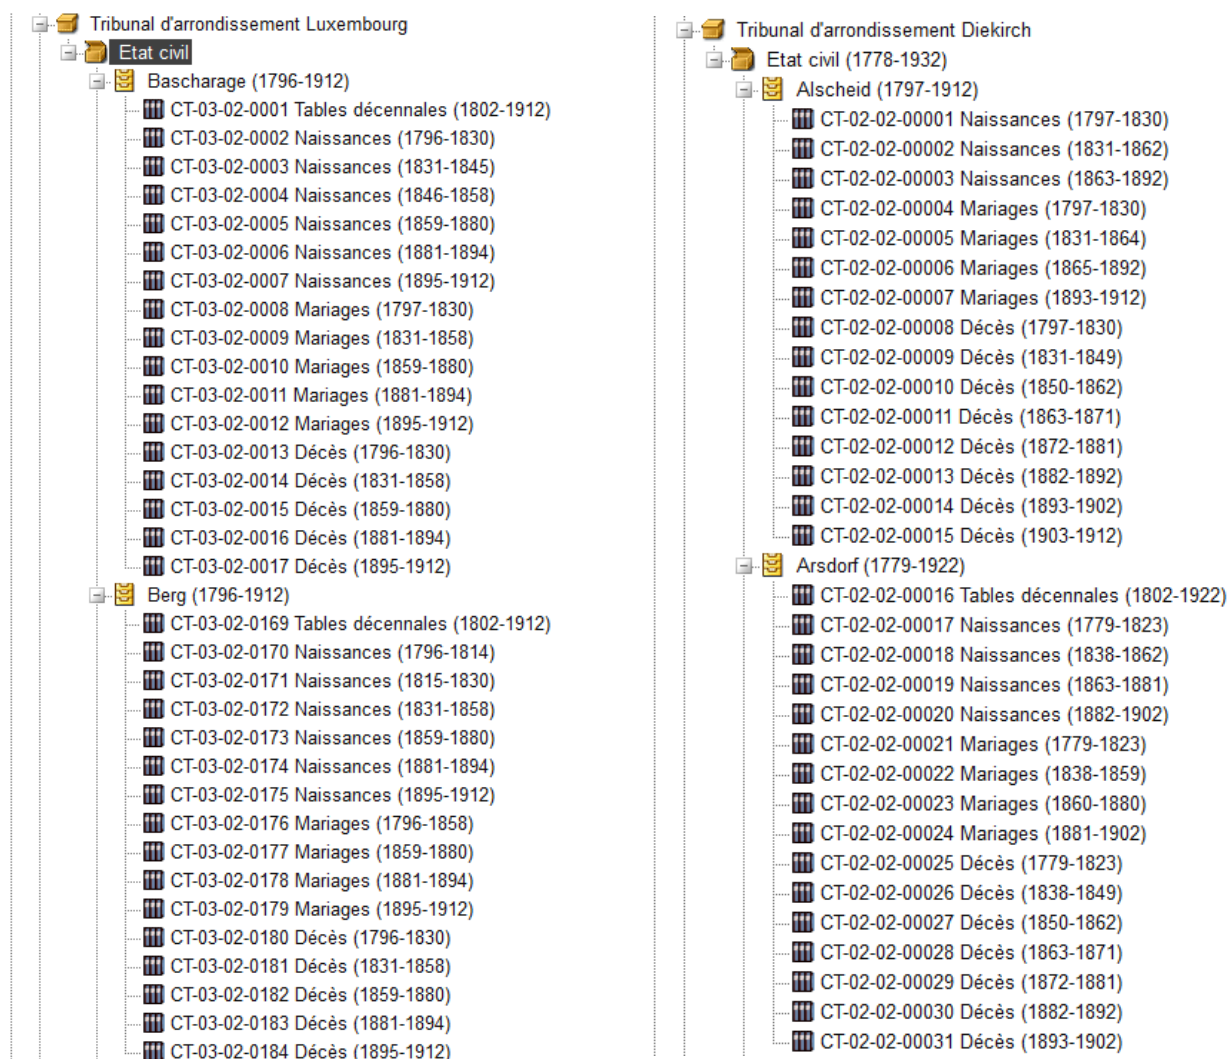 Tribunal d'arrondissement Luxembourg
Etat civil
Bascharage (1796-1912)
CT-03-02-0001 Tables décennales (1802-1912)
CT-03-02-0002 Naissances (1796-1830)
CT-03-02-0003 Naissances (1831-1845)
CT-03-02-0004 Naissances (1846-1858)
CT-03-02-0005 Naissances (1859-1880)
CT-03-02-0006 Naissances (1881-1894)
CT-03-02-0007 Naissances (1895-1912)
CT-03-02-0008 Mariages (1797-1830)
CT-03-02-0009 Mariages (1831-1858)
CT-03-02-0010 Mariages (1859-1880)
CT-03-02-0011 Mariages (1881-1894)
CT-03-02-0012 Mariages (1895-1912)
CT-03-02-0013 Décès (1796-1830)
CT-03-02-0014 Décès (1831-1858)
CT-03-02-0015 Décès (1859-1880)
CT-03-02-0016 Décès (1881-1894)
CT-03-02-0017 Décès (1895-1912)
Berg (1796-1912)
CT-03-02-0169 Tables décennales (1802-1912)
CT-03-02-0170 Naissances (1796-1814)
CT-03-02-0171 Naissances (1815-1830)
CT-03-02-0172 Naissances (1831-1858)
CT-03-02-0173 Naissances (1859-1880)
CT-03-02-0174 Naissances (1881-1894)
CT-03-02-0175 Naissances (1895-1912)
CT-03-02-0176 Mariages (1796-1858)
CT-03-02-0177 Mariages (1859-1880)
CT-03-02-0178 Mariages (1881-1894)
CT-03-02-0179 Mariages (1895-1912)
CT-03-02-0180 Décès (1796-1830)
CT-03-02-0181 Décès (1831-1858)
CT-03-02-0182 Décès (1859-1880)
CT-03-02-0183 Décès (1881-1894)
CT-03-02-0184 Décès (1895-1912)
Tribunal d'arrondissement Diekirch
Etat civil (1778-1932)
Alscheid (1797-1912)
CT-02-02-00001 Naissances (1797-1830)
CT-02-02-00002 Naissances (1831-1862)
CT-02-02-00003 Naissances (1863-1892)
CT-02-02-00004 Mariages (1797-1830)
CT-02-02-00005 Mariages (1831-1864)
CT-02-02-00006 Mariages (1865-1892)
CT-02-02-00007 Mariages (1893-1912)
CT-02-02-00008 Décès (1797-1830)
CT-02-02-00009 Décès (1831-1849)
CT-02-02-00010 Décès (1850-1862)
CT-02-02-00011 Décès (1863-1871)
CT-02-02-00012 Décès (1872-1881)
CT-02-02-00013 Décès (1882-1892)
CT-02-02-00014 Décès (1893-1902)
CT-02-02-00015 Décès (1903-1912)
Arsdorf (1779-1922)
CT-02-02-00016 Tables décennales (1802-1922)
CT-02-02-00017 Naissances (1779-1823)
CT-02-02-00018 Naissances (1838-1862)
CT-02-02-00019 Naissances (1863-1881)
CT-02-02-00020 Naissances (1882-1902)
CT-02-02-00021 Mariages (1779-1823)
CT-02-02-00022 Mariages (1838-1859)
CT-02-02-00023 Mariages (1860-1880)
CT-02-02-00024 Mariages (1881-1902)
CT-02-02-00025 Décès (1779-1823)
CT-02-02-00026 Décès (1838-1849)
CT-02-02-00027 Décès (1850-1862)
CT-02-02-00028 Décès (1863-1871)
CT-02-02-00029 Décès (1872-1881)
CT-02-02-00030 Décès (1882-1892)
CT-02-02-00031 Décès (1893-1902)